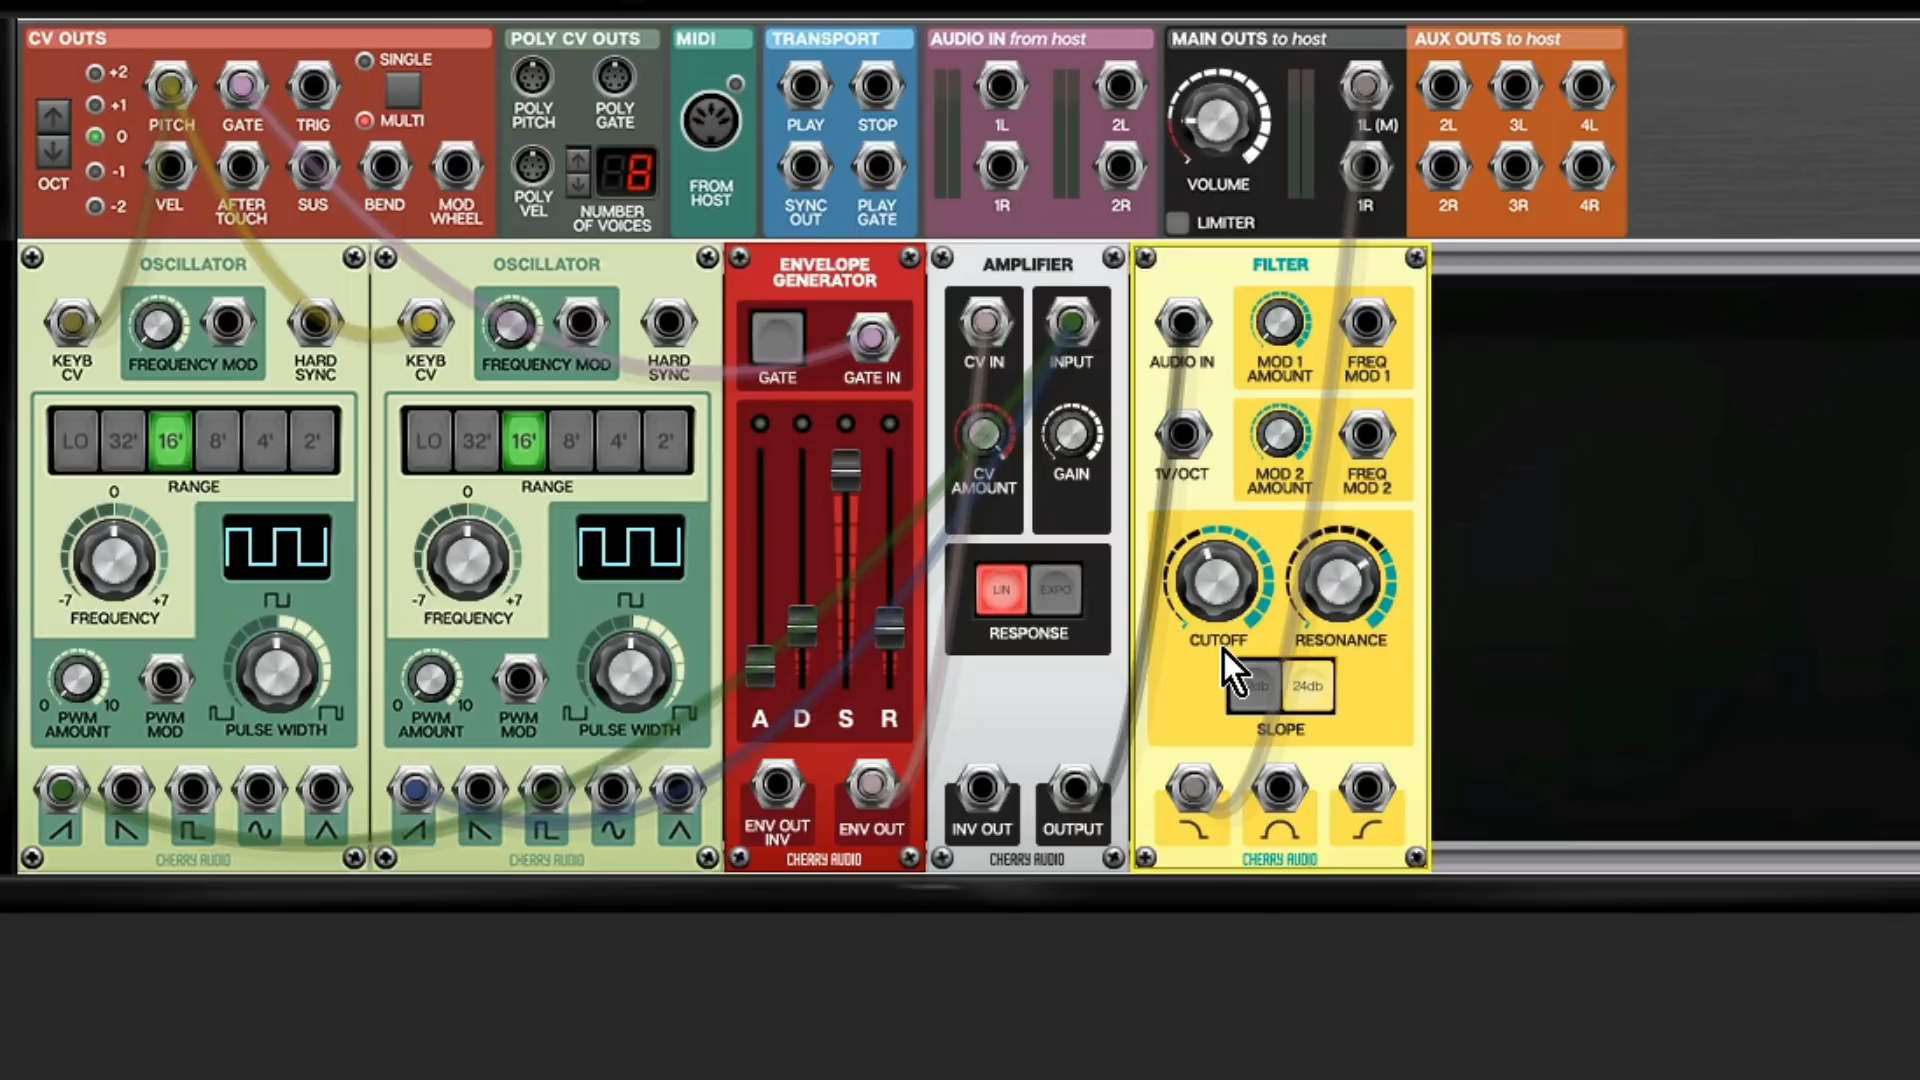 CV OUTS
+2
+1
0
-1
-2
OCT
PITCH
GATE
TRIG
SINGLE
MULTI
VEL
AFTER
TOUCH
SUS
BEND
MOD
WHEEL
POLY CV OUTS
POLY
PITCH
POLY
GATE
POLY
VEL
NUMBER
OF VOICES
MIDI
FROM
HOST
TRANSPORT
PLAY
STOP
SYNC
OUT
PLAY
GATE
AUDIO IN from host
1L
2L
1R
2R
MAIN OUTS to host
VOLUME
LIMITER
1L (M)
1R
AUX OUTS to host
2L
3L
4L
2R
3R
4R
OSCILLATOR
KEYB
CV
FREQUENCY MOD
HARD
SYNC
LO
32'
16'
8'
4'
2'
RANGE
0
-7
+7
FREQUENCY
0
10
PWM
AMOUNT
PWM
MOD
PULSE WIDTH
CHERRY AUDIO
OSCILLATOR
KEYB
CV
FREQUENCY MOD
HARD
SYNC
LO
32'
16'
8'
4'
2'
RANGE
0
-7
+7
FREQUENCY
0
10
PWM
AMOUNT
PWM
MOD
PULSE WIDTH
CHERRY AUDIO
ENVELOPE
GENERATOR
GATE
GATE IN
A
D
S
R
ENV OUT
INV
ENV OUT
CHERRY AUDIO
AMPLIFIER
CV IN
INPUT
CV
AMOUNT
GAIN
LIN
EXPO
RESPONSE
INV OUT
OUTPUT
CHERRY AUDIO
FILTER
AUDIO IN
MOD 1
AMOUNT
FREQ
MOD 1
1V/OCT
MOD 2
AMOUNT
FREQ
MOD 2
CUTOFF
RESONANCE
24db
SLOPE
CHERRY AUDIO